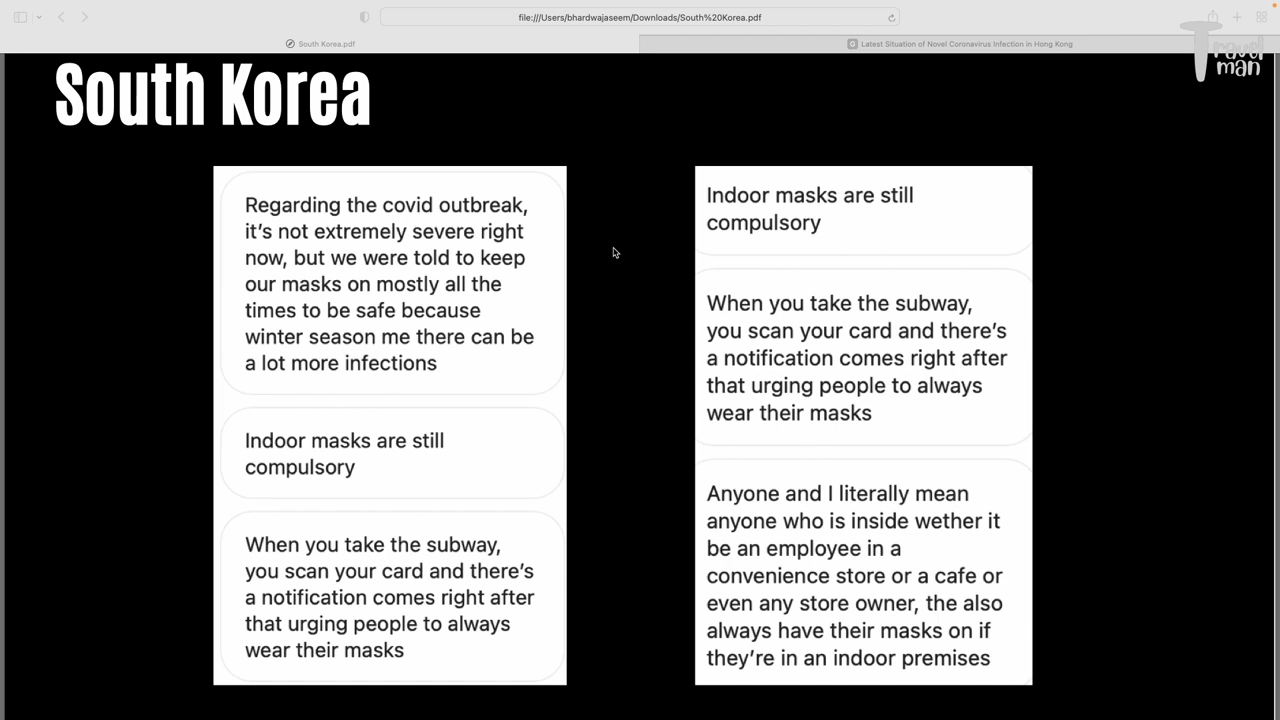 file:///Users/bhardwajaseem/Downloads/South%20Korea.pdf
South Korea.pdf
Latest Situation of Novel Coronavirus Infection in Hong Kong
Travel
man
South Korea
Regarding the covid outbreak,
it's not extremely severe right
now, but we were told to keep
our masks on mostly all the
times to be safe because
winter season me there can be
a lot more infections
Indoor masks are still
compulsory
When you take the subway,
you scan your card and there's
a notification comes right after
that urging people to always
wear their masks
Indoor masks are still
compulsory
When you take the subway,
you scan your card and there's
a notification comes right after
that urging people to always
wear their masks
Anyone and I literally mean
anyone who is inside wether it
be an employee in a
convenience store or a cafe or
even any store owner, the also
always have their masks on if
they're in an indoor premises